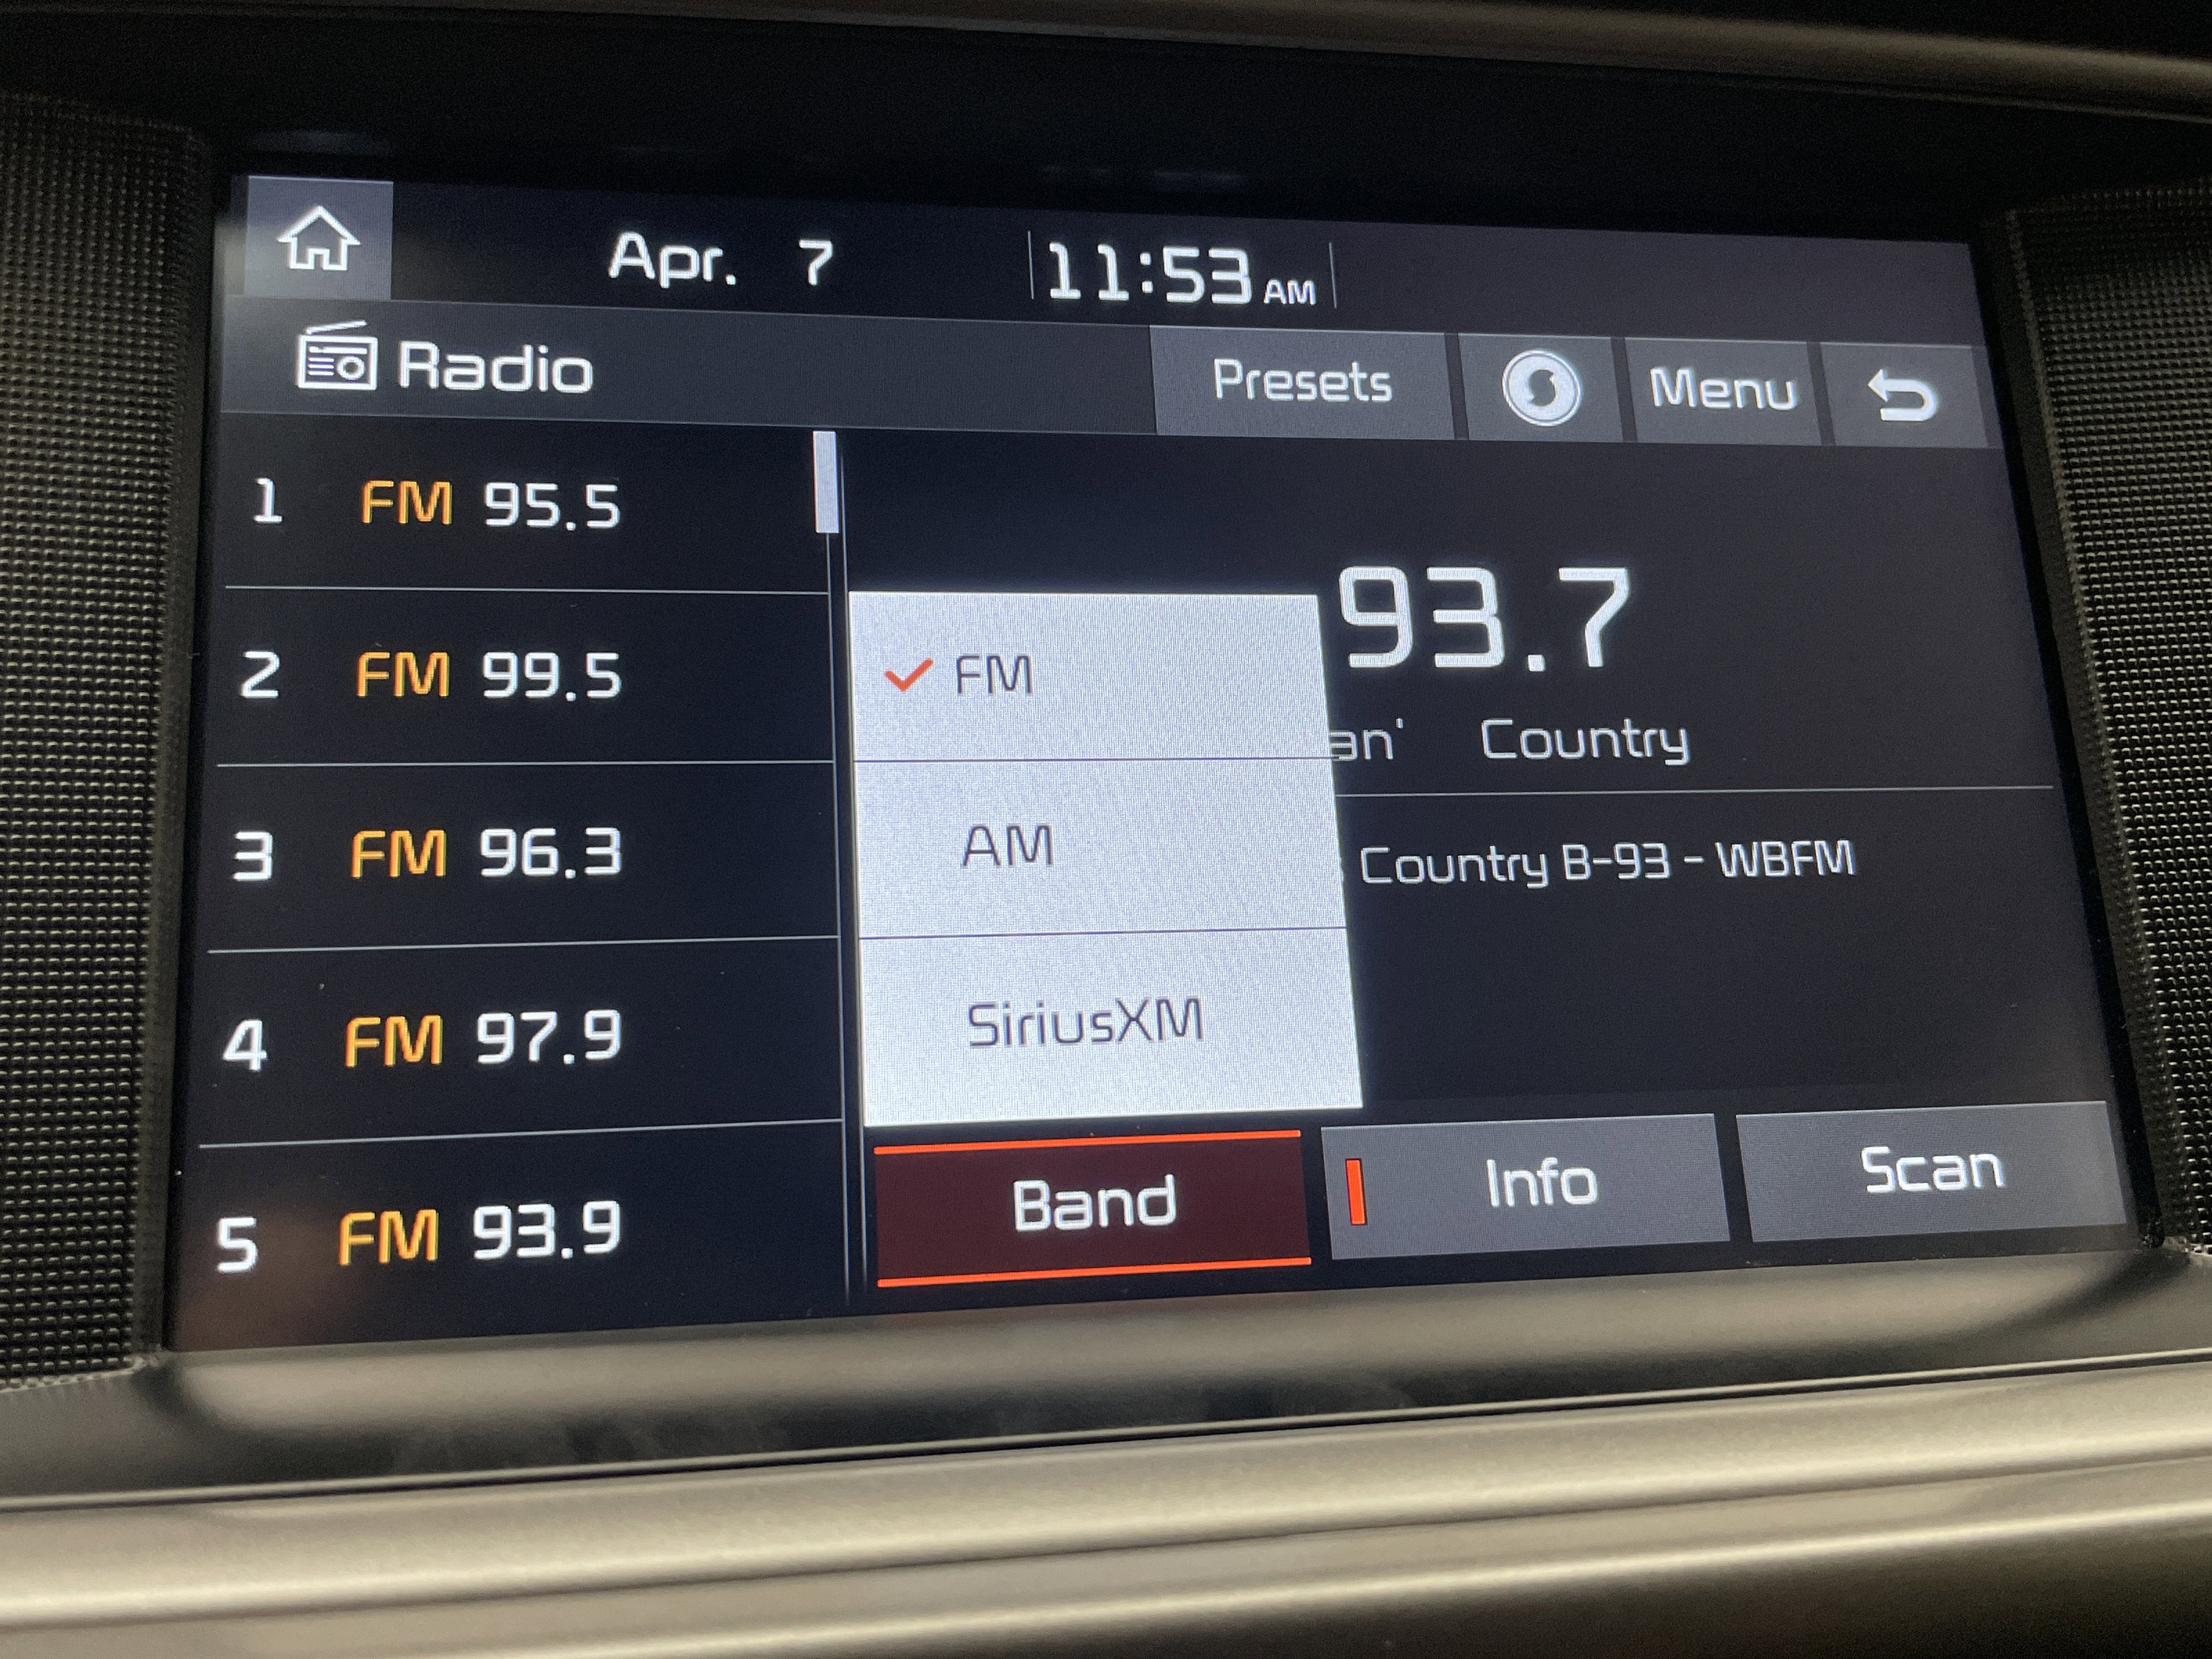 Apr. 7 11:53 AM
Radio Presets Menu
1 FM 95.5
2 FM 99.5
3 FM 96.3
4 FM 97.9
5 FM 93.9
93.7
Country
Country B-93 - WBFM
FM
AM
SiriusXM
Band Info Scan